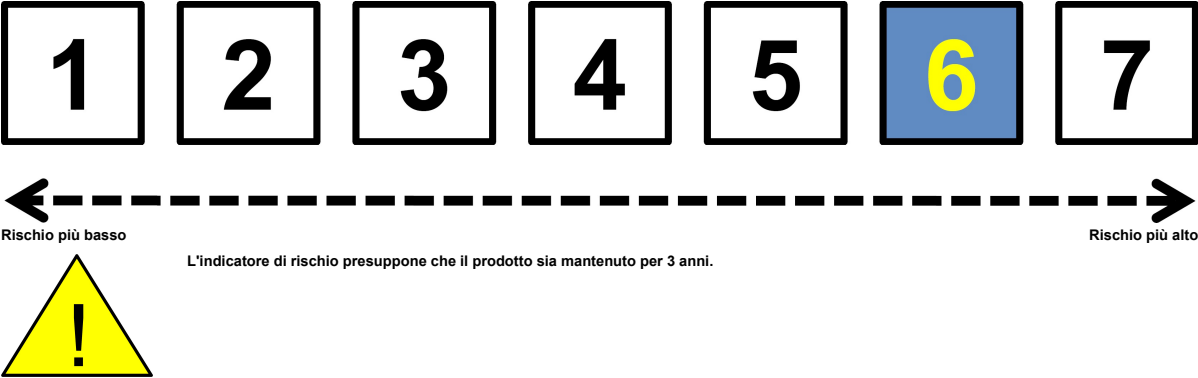 1 2 3 4 5 6 7
Rischio più basso Rischio più alto
L'indicatore di rischio presuppone che il prodotto sia mantenuto per 3 anni.
!